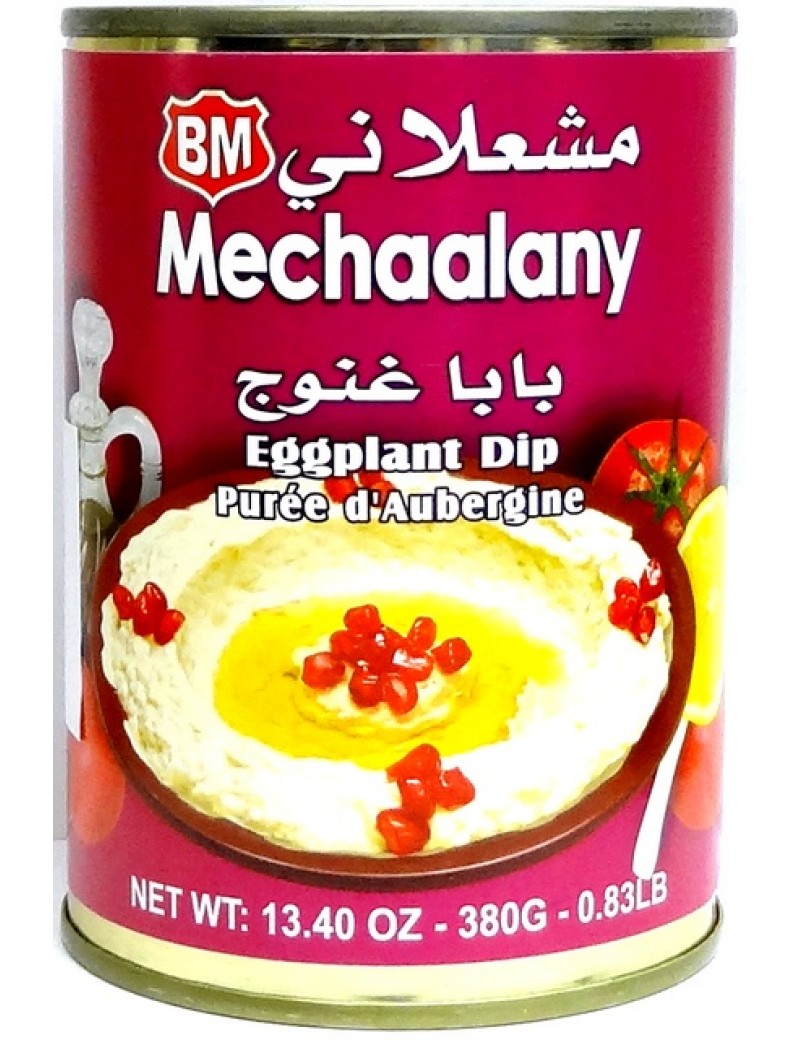 BM مشعلاني
Mechaalany
بابا غنوج
Eggplant Dip
Purée d'Aubergine
NET WT: 13.40 OZ - 380G - 0.83LB